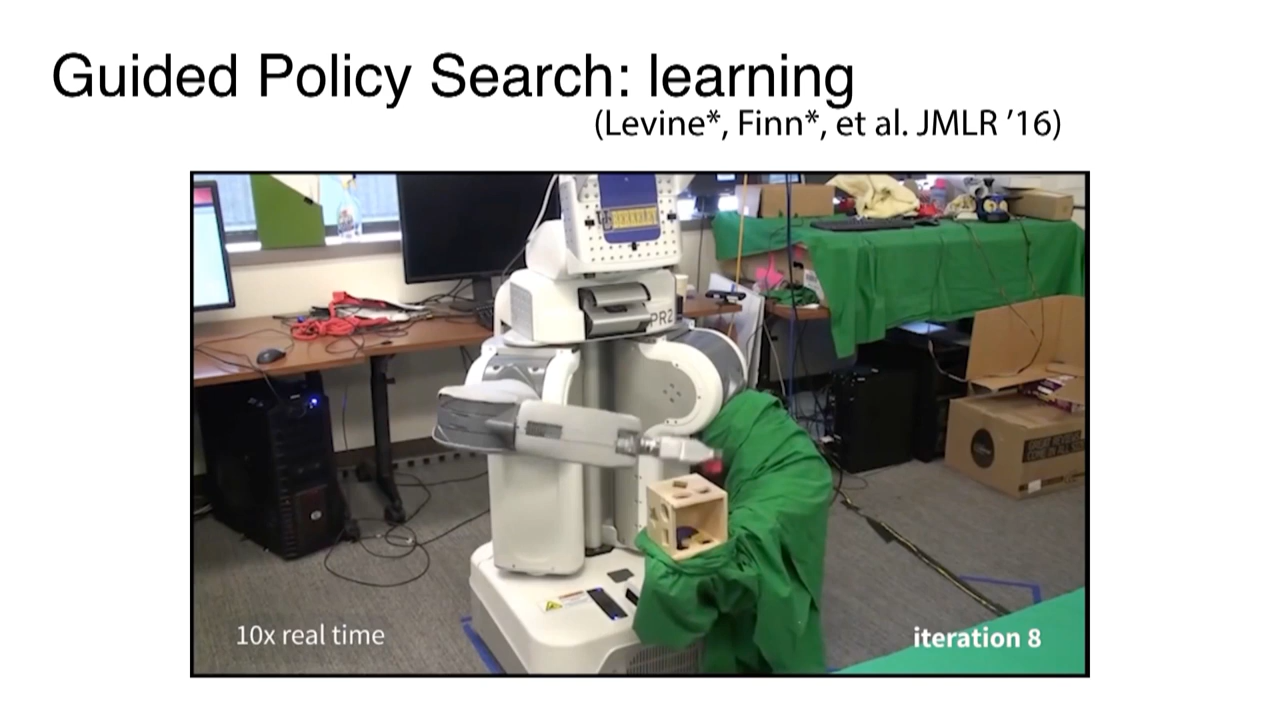 Guided Policy Search: learning
(Levine*, Finn*, et al. JMLR ’16)
PR2
10x real time
iteration 8